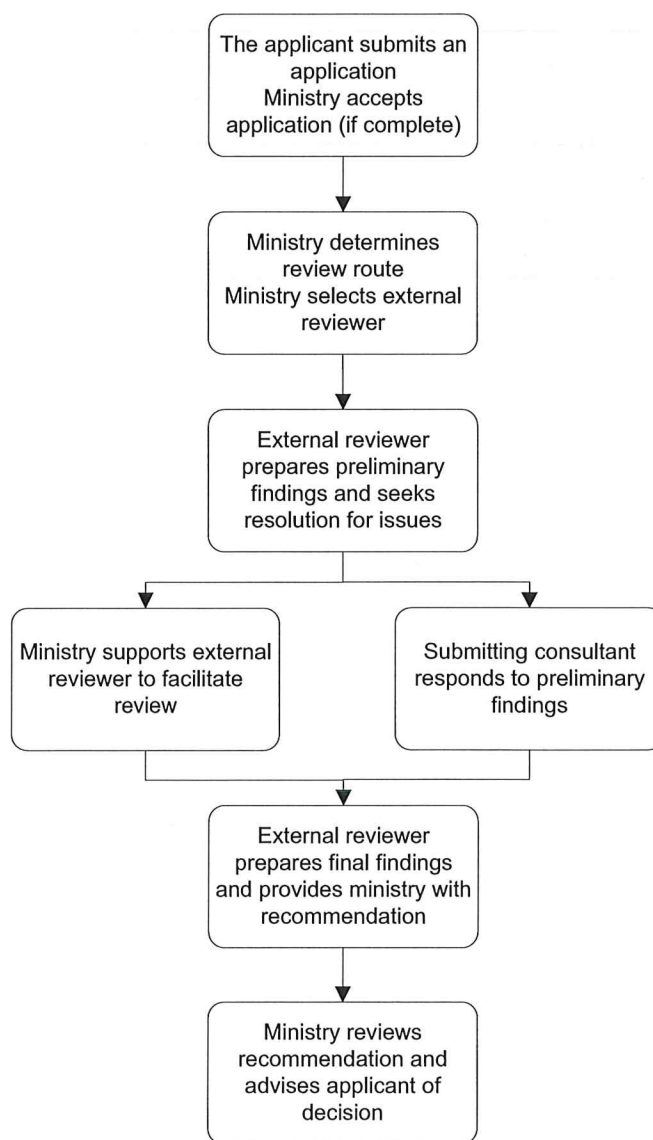 The applicant submits an
application
Ministry accepts
application (if complete)
Ministry determines
review route
Ministry selects external
reviewer
External reviewer
prepares preliminary
findings and seeks
resolution for issues
Ministry supports external
reviewer to facilitate
review
Submitting consultant
responds to preliminary
findings
External reviewer
prepares final findings
and provides ministry with
recommendation
Ministry reviews
recommendation and
advises applicant of
decision